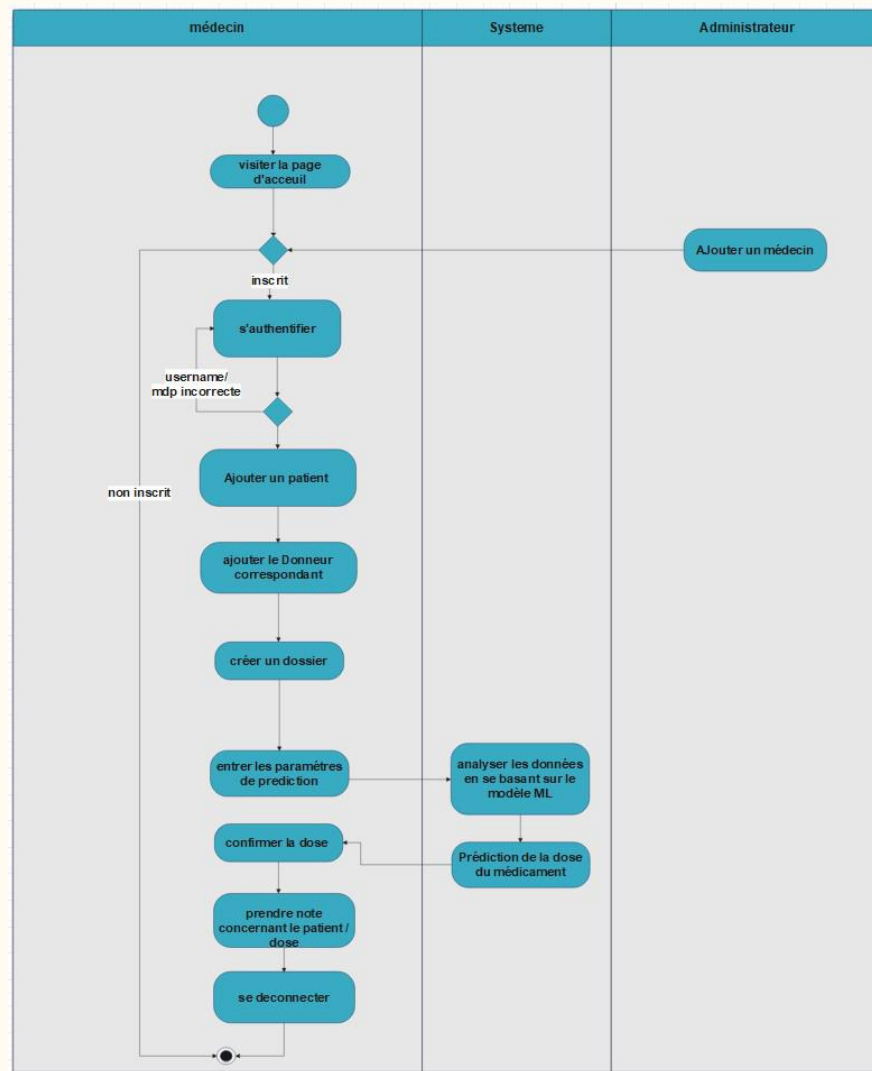 médecin
Systeme
Administrateur
visiter la page
d'acceuil
AJouter un médecin
inscrit
s'authentifier
username/
mdp incorrecte
Ajouter un patient
non inscrit
ajouter le Donneur
correspondant
créer un dossier
entrer les paramétres
de prediction
analyser les données
en se basant sur le
modèle ML
confirmer la dose
Prédiction de la dose
du médicament
prendre note
concernant le patient /
dose
se deconnecter